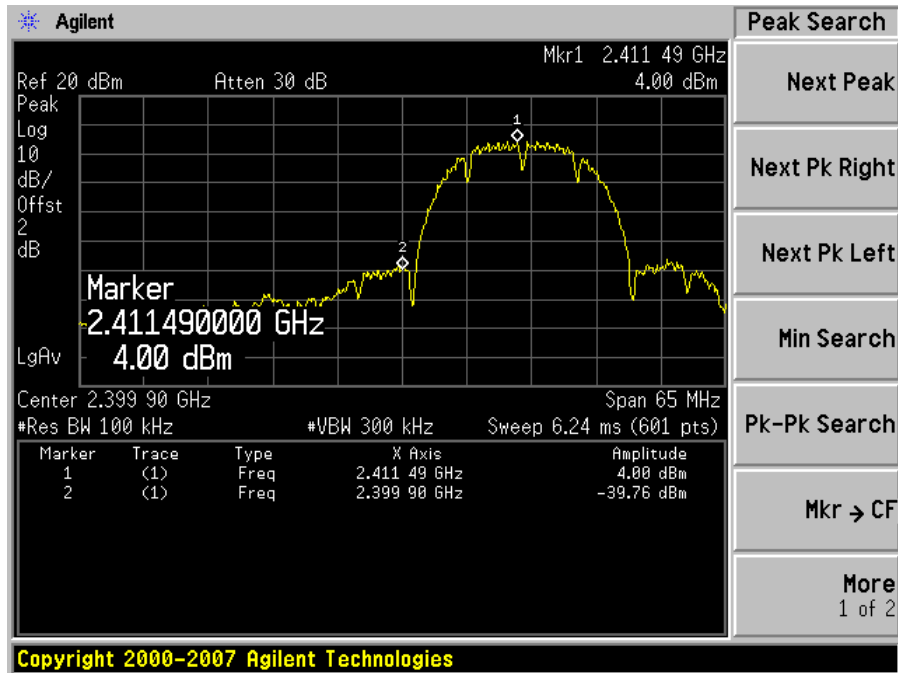 Agilent
Peak Search
Mkr1 2.411 49 GHz
Ref 20 dBm Atten 30 dB 4.00 dBm
Peak
Log
10
dB/
Offst
2
dB
1
2
Marker
2.411490000 GHz
4.00 dBm
LgAv
Center 2.399 90 GHz Span 65 MHz
#Res BW 100 kHz #VBW 300 kHz Sweep 6.24 ms (601 pts)
Marker Trace Type X Axis Amplitude
1 (1) Freq 2.411 49 GHz 4.00 dBm
2 (1) Freq 2.399 90 GHz -39.76 dBm
Next Peak
Next Pk Right
Next Pk Left
Min Search
Pk-Pk Search
Mkr → CF
More
1 of 2
Copyright 2000-2007 Agilent Technologies